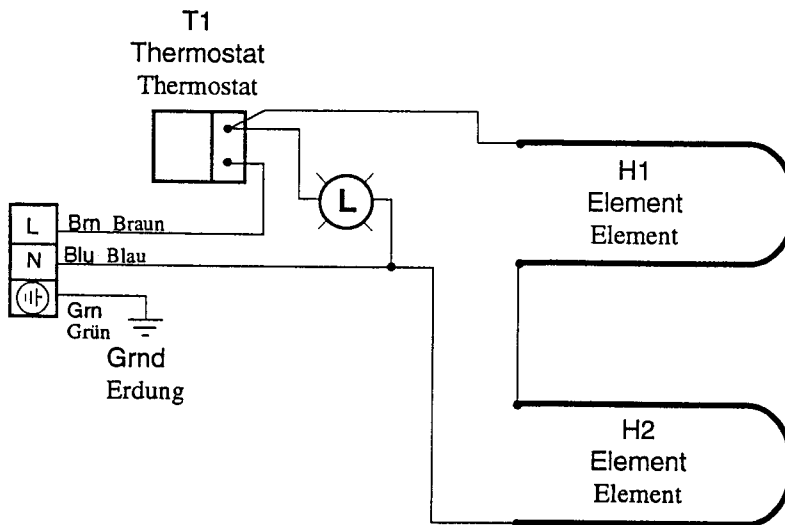 T1
Thermostat
Thermostat
L
H1
Element
Element
L
Brn Braun
N
Blu Blau
Grn
Grün
Grnd
Erdung
H2
Element
Element